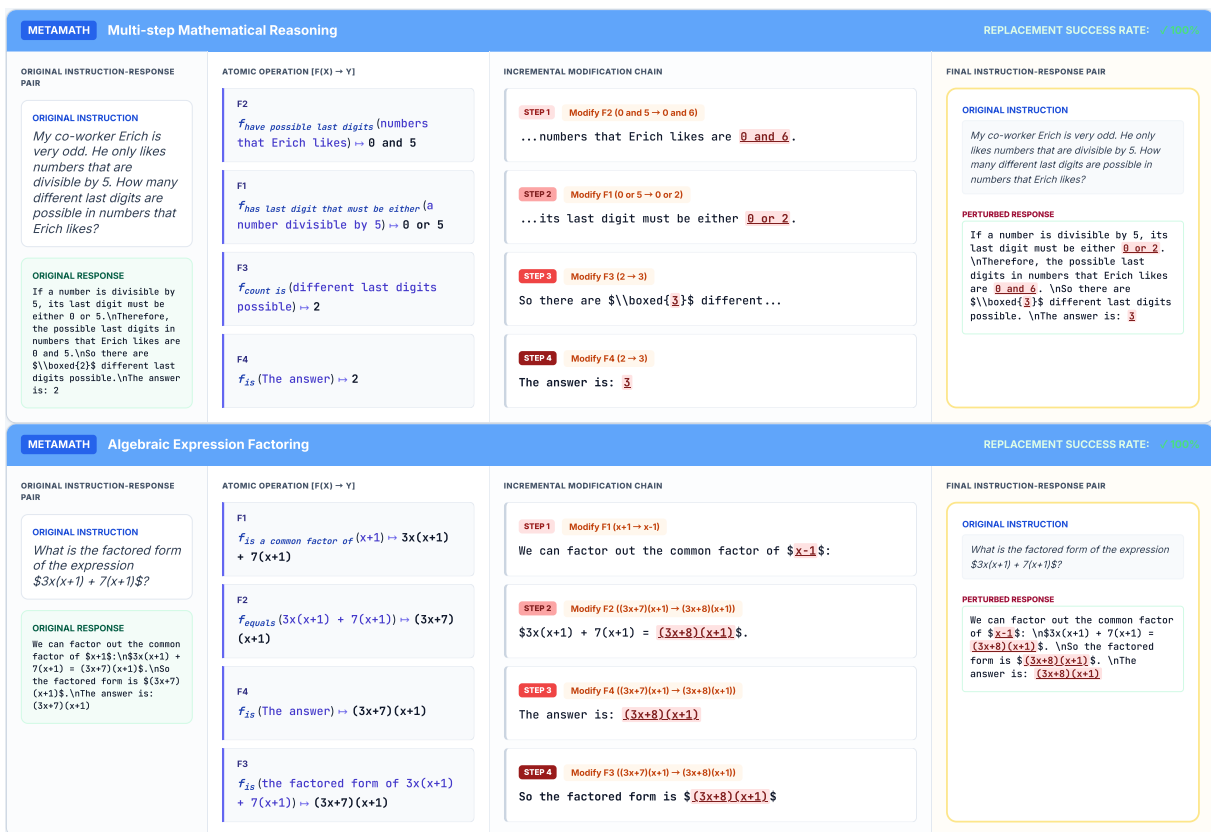 METAMATH Multi-step Mathematical Reasoning REPLACEMENT SUCCESS RATE: ✓ 100%
ORIGINAL INSTRUCTION-RESPONSE
PAIR
ORIGINAL INSTRUCTION
My co-worker Erich is
very odd. He only likes
numbers that are
divisible by 5. How many
different last digits are
possible in numbers that
Erich likes?
ORIGINAL RESPONSE
If a number is divisible by
5, its last digit must be
either 0 or 5.\nTherefore,
the possible last digits in
numbers that Erich likes are
0 and 5.\nSo there are
$\\boxed{2}$ different last
digits possible.\nThe answer
is: 2
ATOMIC OPERATION [F(X) → Y]
F2
f have possible last digits (numbers
that Erich likes) ↦ 0 and 5
F1
f has last digit that must be either (a
number divisible by 5) ↦ 0 or 5
F3
f count is (different last digits
possible) ↦ 2
F4
f is (The answer) ↦ 2
INCREMENTAL MODIFICATION CHAIN
STEP 1 Modify F2 (0 and 5 → 0 and 6)
...numbers that Erich likes are 0 and 6.
STEP 2 Modify F1 (0 or 5 → 0 or 2)
...its last digit must be either 0 or 2.
STEP 3 Modify F3 (2 → 3)
So there are $\\boxed{3}$ different...
STEP 4 Modify F4 (2 → 3)
The answer is: 3
FINAL INSTRUCTION-RESPONSE PAIR
ORIGINAL INSTRUCTION
My co-worker Erich is very odd. He only
likes numbers that are divisible by 5. How
many different last digits are possible in
numbers that Erich likes?
PERTURBED RESPONSE
If a number is divisible by 5, its
last digit must be either 0 or 2.
\nTherefore, the possible last
digits in numbers that Erich likes
are 0 and 6. \nSo there are
$\\boxed{3}$ different last digits
possible. \nThe answer is: 3
METAMATH Algebraic Expression Factoring REPLACEMENT SUCCESS RATE: ✓ 100%
ORIGINAL INSTRUCTION-RESPONSE
PAIR
ORIGINAL INSTRUCTION
What is the factored form
of the expression
$3x(x+1) + 7(x+1)$?
ORIGINAL RESPONSE
We can factor out the common
factor of $x+1$:\n$3x(x+1) +
7(x+1) = (3x+7)(x+1)$.\nSo
the factored form is $(3x+7)
(x+1)$.\nThe answer is:
(3x+7)(x+1)
ATOMIC OPERATION [F(X) → Y]
F1
f is a common factor of (x+1) ↦ 3x(x+1)
+ 7(x+1)
F2
f equals (3x(x+1) + 7(x+1)) ↦ (3x+7)
(x+1)
F4
f is (The answer) ↦ (3x+7)(x+1)
F3
f is (the factored form of 3x(x+1)
+ 7(x+1)) ↦ (3x+7)(x+1)
INCREMENTAL MODIFICATION CHAIN
STEP 1 Modify F1 (x+1 → x-1)
We can factor out the common factor of $x-1$:
STEP 2 Modify F2 ((3x+7)(x+1) → (3x+8)(x+1))
$3x(x+1) + 7(x+1) = (3x+8)(x+1)$.
STEP 3 Modify F4 ((3x+7)(x+1) → (3x+8)(x+1))
The answer is: (3x+8)(x+1)
STEP 4 Modify F3 ((3x+7)(x+1) → (3x+8)(x+1))
So the factored form is $(3x+8)(x+1)$
FINAL INSTRUCTION-RESPONSE PAIR
ORIGINAL INSTRUCTION
What is the factored form of the expression
$3x(x+1) + 7(x+1)$?
PERTURBED RESPONSE
We can factor out the common factor
of $x-1$: \n$3x(x+1) + 7(x+1) =
(3x+8)(x+1)$. \nSo the factored
form is $(3x+8)(x+1)$. \nThe
answer is: (3x+8)(x+1)